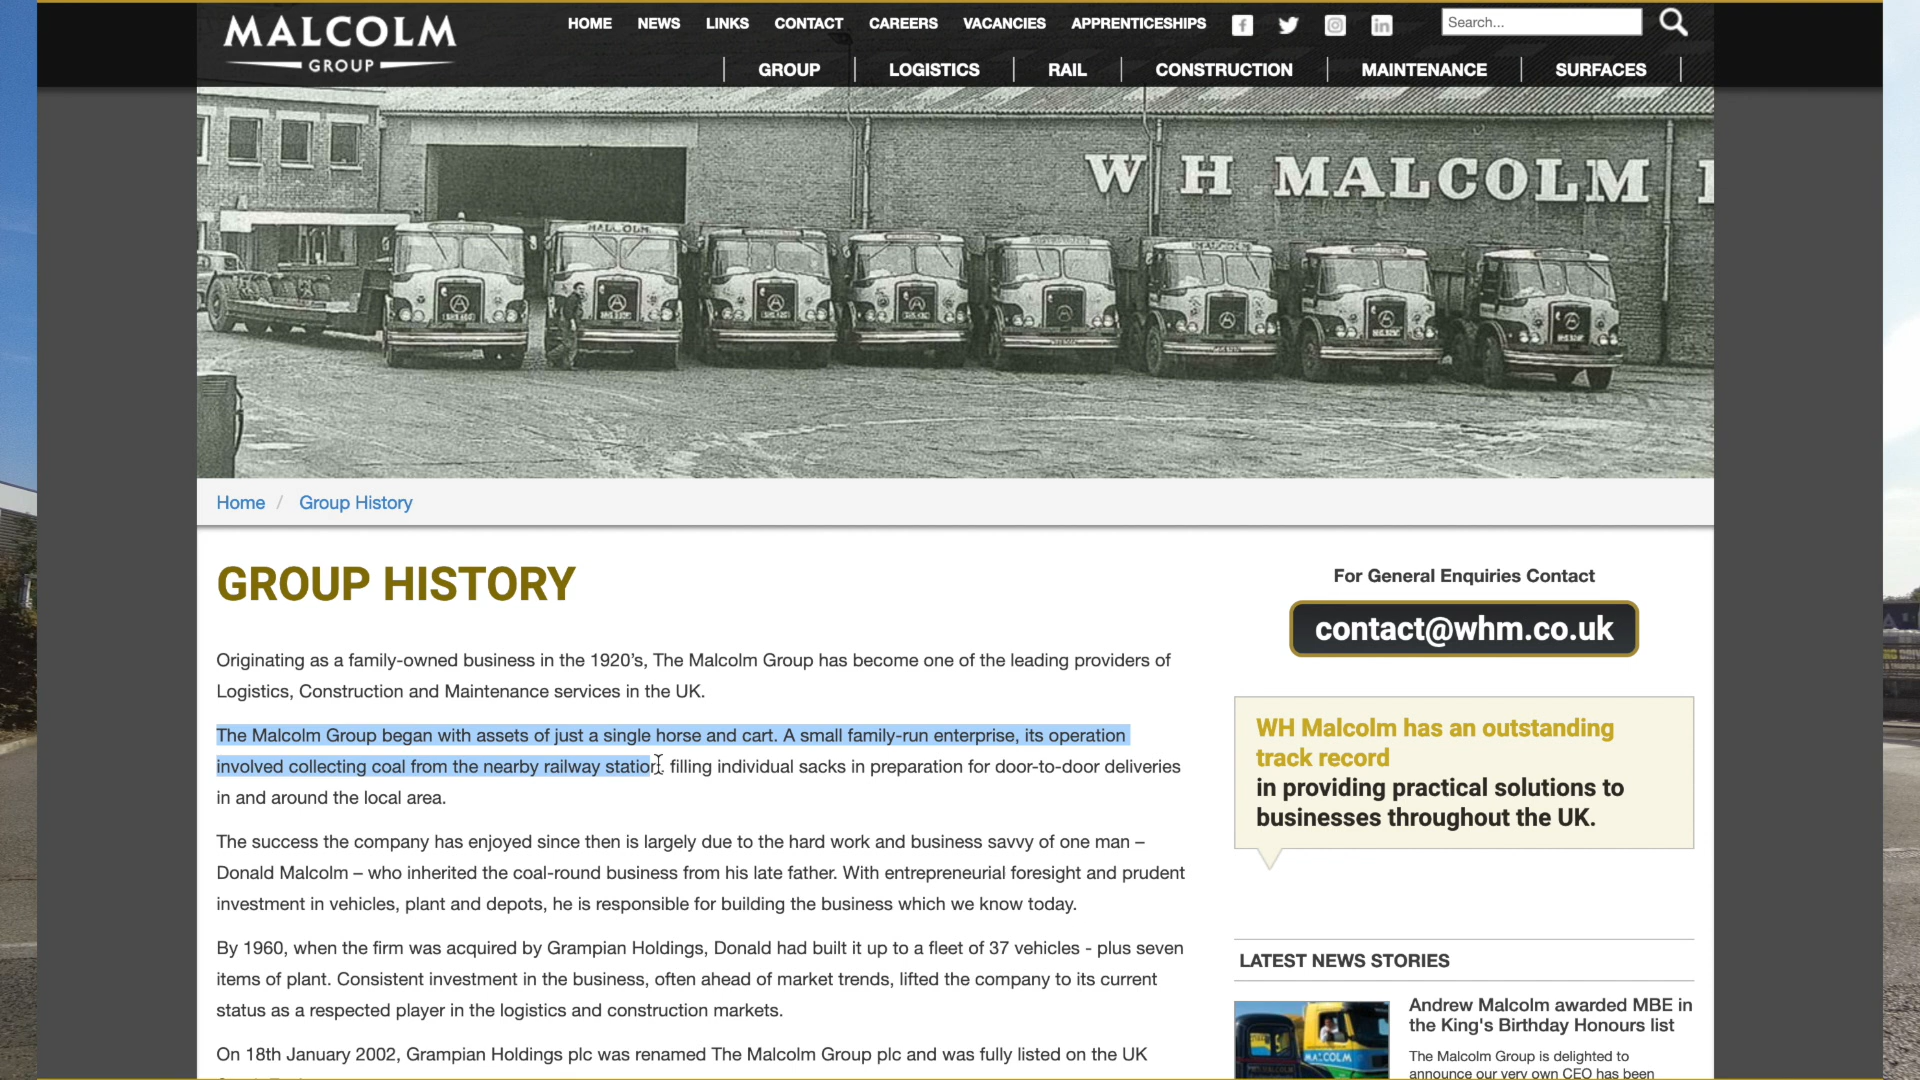 MALCOLM
GROUP
HOME NEWS LINKS CONTACT CAREERS VACANCIES APPRENTICESHIPS
Search...
GROUP LOGISTICS RAIL CONSTRUCTION MAINTENANCE SURFACES
W H MALCOLM
MALCOLM
MALCOLM
Home / Group History
GROUP HISTORY
Originating as a family-owned business in the 1920's, The Malcolm Group has become one of the leading providers of
Logistics, Construction and Maintenance services in the UK.
The Malcolm Group began with assets of just a single horse and cart. A small family-run enterprise, its operation
involved collecting coal from the nearby railway station, filling individual sacks in preparation for door-to-door deliveries
in and around the local area.
The success the company has enjoyed since then is largely due to the hard work and business savvy of one man –
Donald Malcolm – who inherited the coal-round business from his late father. With entrepreneurial foresight and prudent
investment in vehicles, plant and depots, he is responsible for building the business which we know today.
By 1960, when the firm was acquired by Grampian Holdings, Donald had built it up to a fleet of 37 vehicles - plus seven
items of plant. Consistent investment in the business, often ahead of market trends, lifted the company to its current
status as a respected player in the logistics and construction markets.
On 18th January 2002, Grampian Holdings plc was renamed The Malcolm Group plc and was fully listed on the UK
For General Enquiries Contact
contact@whm.co.uk
WH Malcolm has an outstanding
track record
in providing practical solutions to
businesses throughout the UK.
LATEST NEWS STORIES
Andrew Malcolm awarded MBE in
the King's Birthday Honours list
The Malcolm Group is delighted to
announce our very own CEO has been
MALCOLM